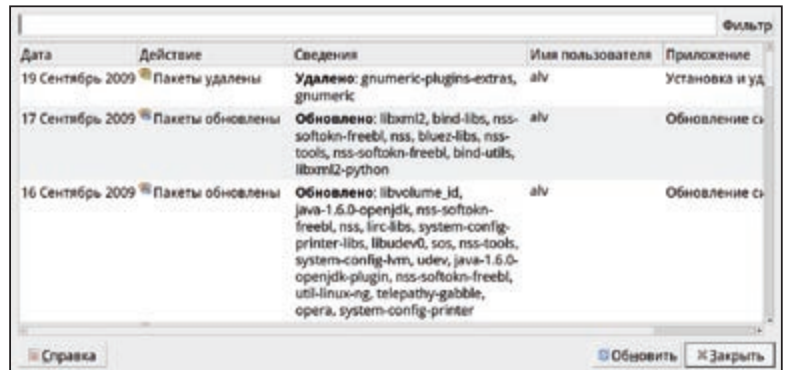 Фильтр
Дата Действие Сведения Имя пользователя Приложение
19 Сентябрь 2009 Пакеты удалены Удалено: gnumeric-plugins-extras, alv Установка и уд
gnumeric
17 Сентябрь 2009 Пакеты обновлены Обновлено: libxml2, bind-libs, nss- alv Обновление си
softokn-freebl, nss, bluez-libs, nss-
tools, nss-softokn-freebl, bind-utils,
libxml2-python
16 Сентябрь 2009 Пакеты обновлены Обновлено: libvolume_id, alv Обновление си
java-1.6.0-openjdk, nss-softokn-
freebl, nss, lirc-libs, system-config-
printer-libs, libudev0, sos, nss-tools,
system-config-lvm, udev, java-1.6.0-
openjdk-plugin, nss-softokn-freebl,
util-linux-ng, telepathy-gabble,
opera, system-config-printer
Справка Обновить Закрыть